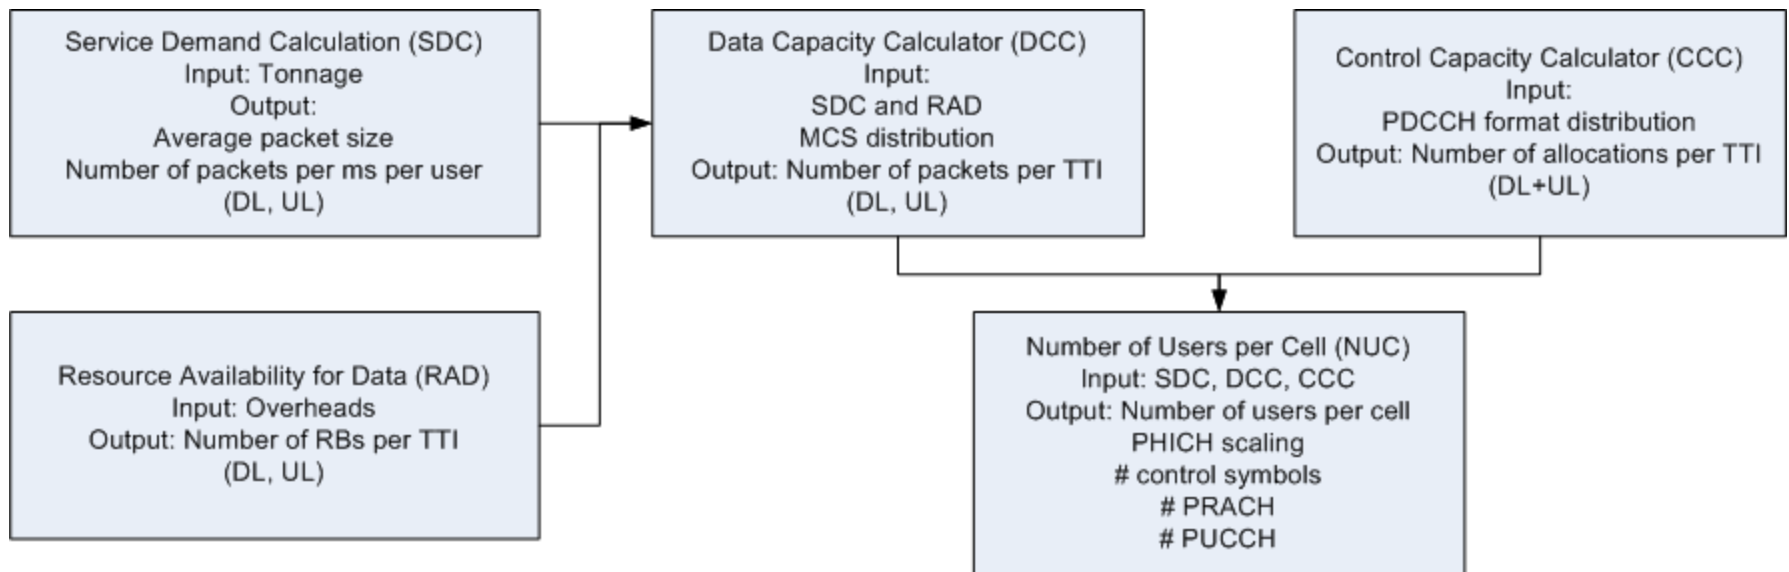 Service Demand Calculation (SDC)
Input: Tonnage
Output:
Average packet size
Number of packets per ms per user
(DL, UL)
Data Capacity Calculator (DCC)
Input:
SDC and RAD
MCS distribution
Output: Number of packets per TTI
(DL, UL)
Control Capacity Calculator (CCC)
Input:
PDCCH format distribution
Output: Number of allocations per TTI
(DL+UL)
Resource Availability for Data (RAD)
Input: Overheads
Output: Number of RBs per TTI
(DL, UL)
Number of Users per Cell (NUC)
Input: SDC, DCC, CCC
Output: Number of users per cell
PHICH scaling
# control symbols
# PRACH
# PUCCH